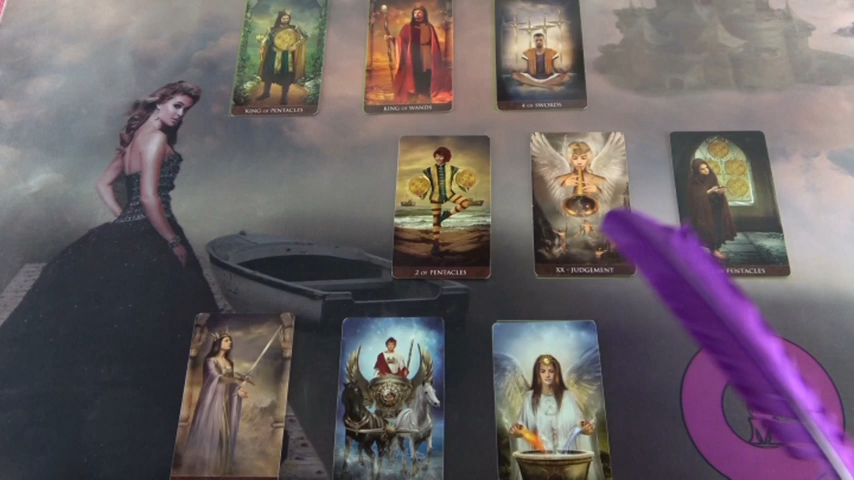 KING OF PENTACLES
KING OF WANDS
4 OF SWORDS
2 OF PENTACLES
XX - JUDGEMENT
PENTACLES